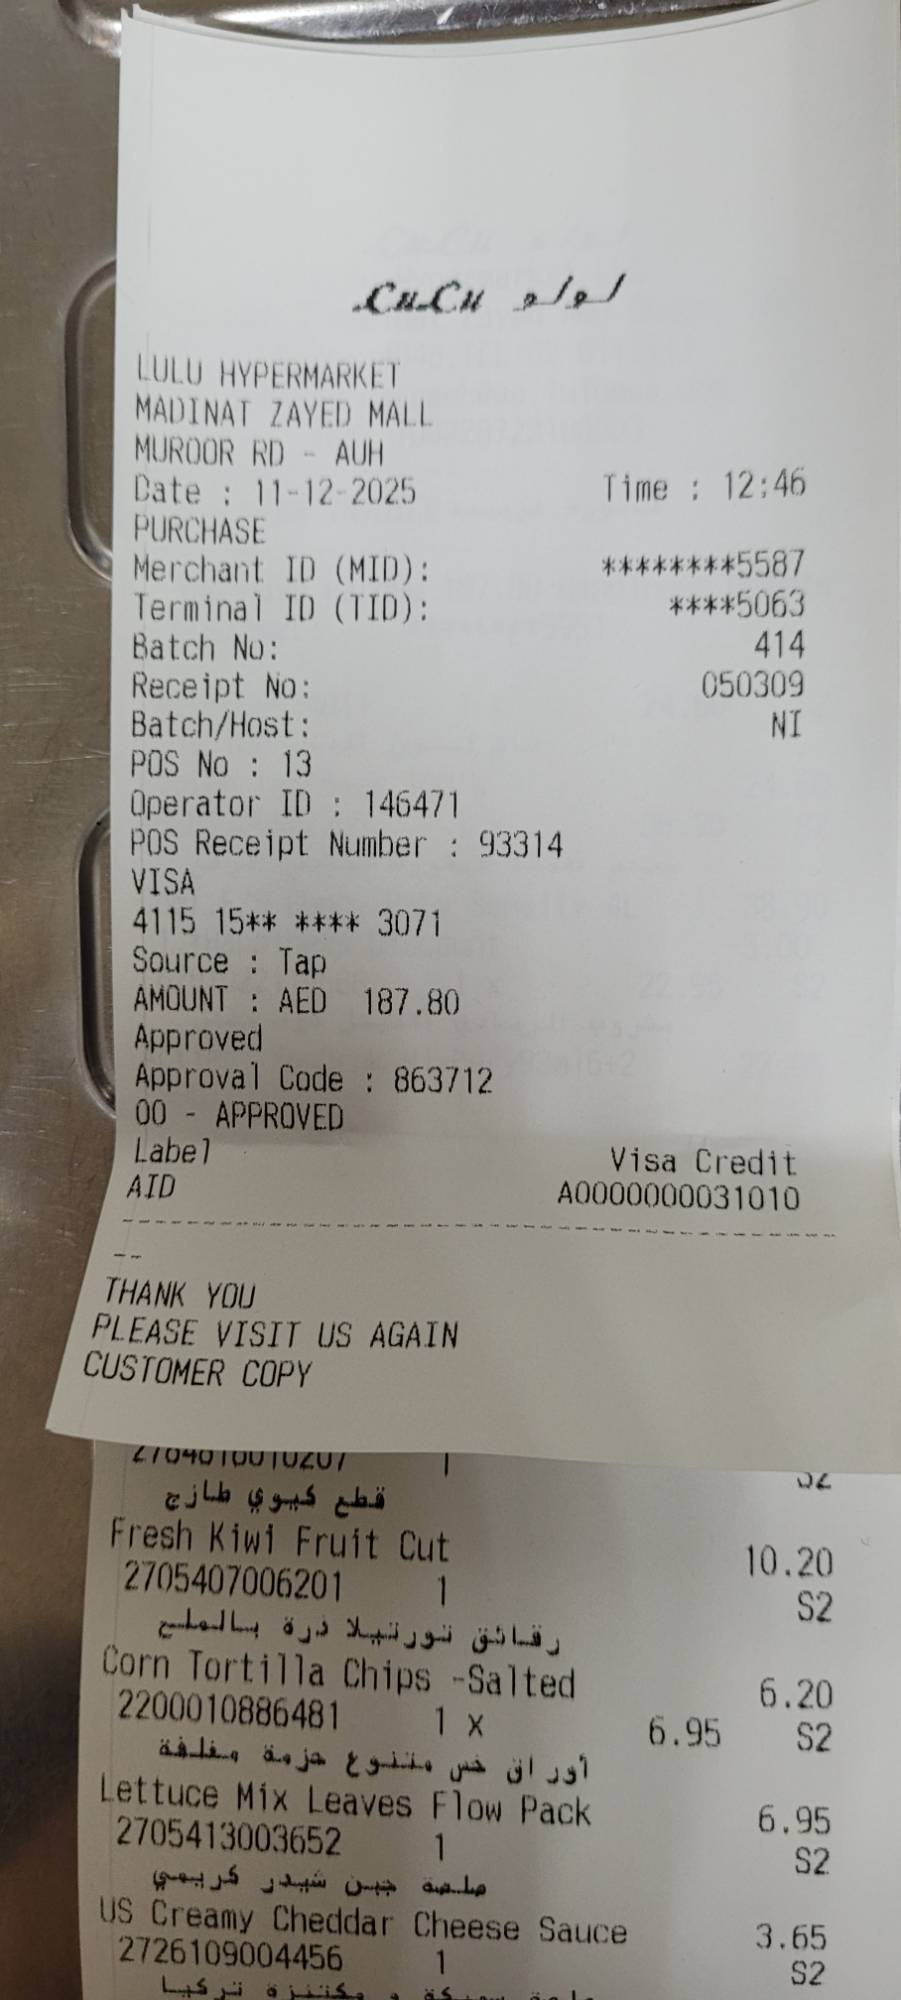 LuLu لولو
LULU HYPERMARKET
MADINAT ZAYED MALL
MUROOR RD - AUH
Date : 11-12-2025 Time : 12:46
PURCHASE
Merchant ID (MID): ********5587
Terminal ID (TID): ****5063
Batch No: 414
Receipt No: 050309
Batch/Host: NI
POS No : 13
Operator ID : 146471
POS Receipt Number : 93314
VISA
4115 15** **** 3071
Source : Tap
AMOUNT : AED 187.80
Approved
Approval Code : 863712
00 - APPROVED
Label Visa Credit
AID A0000000031010
--
THANK YOU
PLEASE VISIT US AGAIN
CUSTOMER COPY
1 S2
قطع كيوي طازج
Fresh Kiwi Fruit Cut 10.20
2705407006201 1 S2
رقائق تورتيلا ذرة بالملح
Corn Tortilla Chips -Salted 6.20
2200010886481 1 x 6.95 S2
أوراق خس متنوع حزمة مغلفة
Lettuce Mix Leaves Flow Pack 6.95
2705413003652 1 S2
صلصة جبن شيدر كريمي
US Creamy Cheddar Cheese Sauce 3.65
2726109004456 1 S2